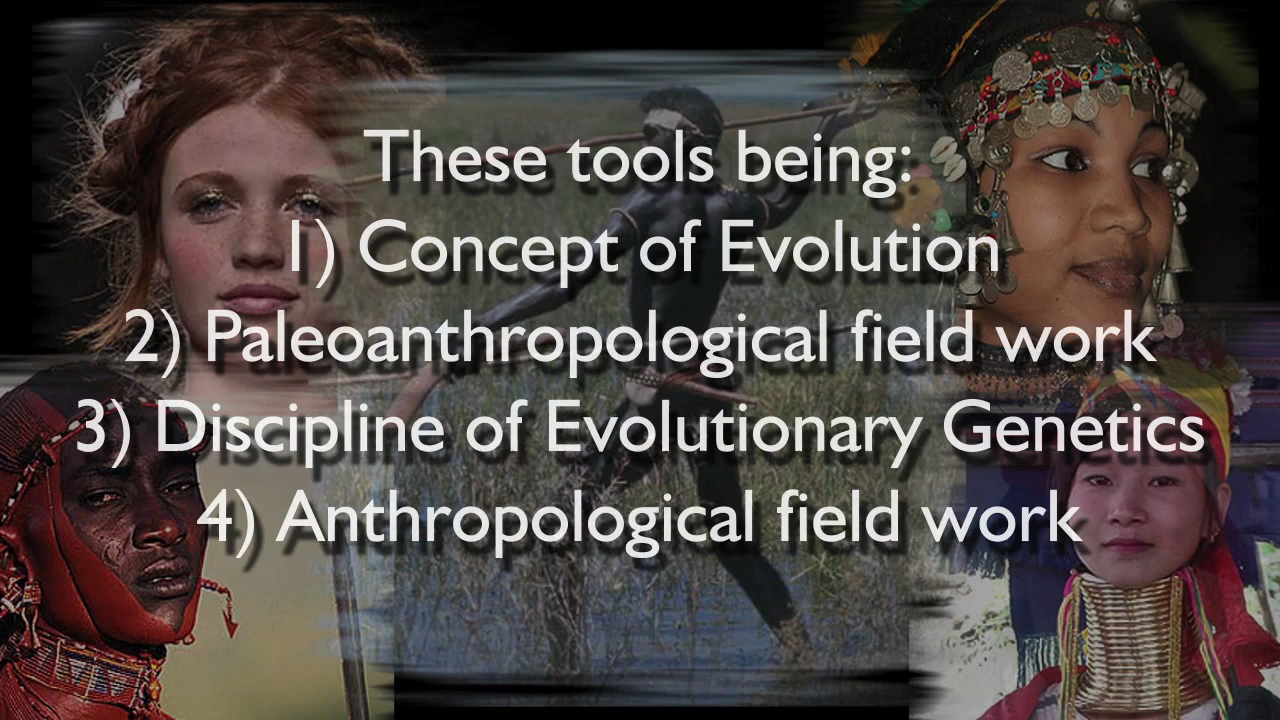 These tools being:
1) Concept of Evolution
2) Paleoanthropological field work
3) Discipline of Evolutionary Genetics
4) Anthropological field work